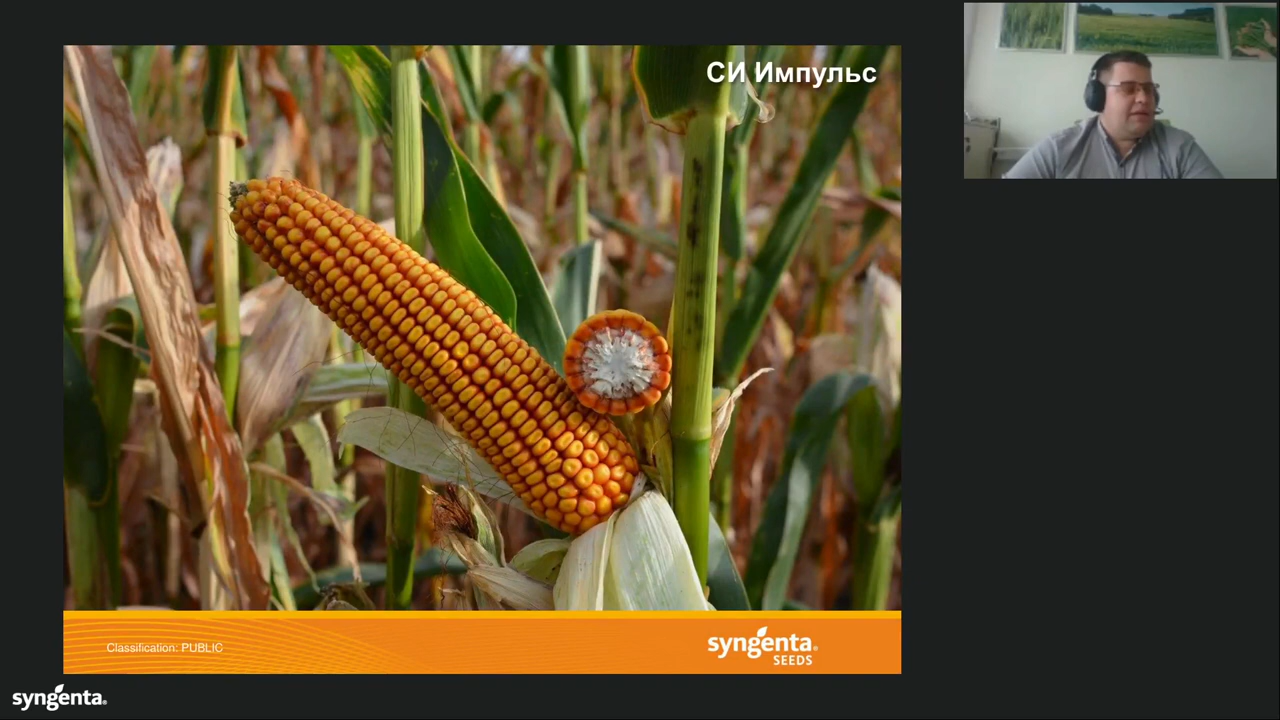 СИ Импульс
Classification: PUBLIC
syngenta.
SEEDS
syngenta.